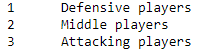 1 Defensive players
2 Middle players
3 Attacking players